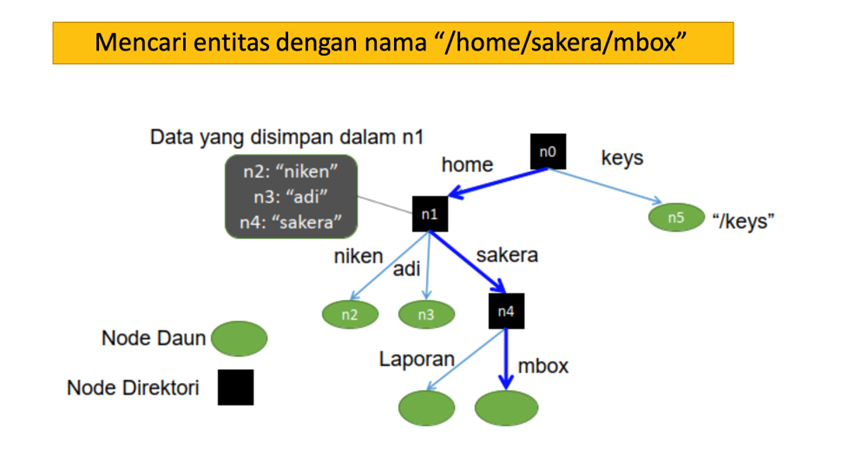 Mencari entitas dengan nama “/home/sakera/mbox”
Data yang disimpan dalam n1
n2: “niken”
n3: “adi”
n4: “sakera”
n0
home
keys
n1
n5
“/keys”
niken
adi
sakera
n2
n3
n4
Node Daun
Laporan
mbox
Node Direktori